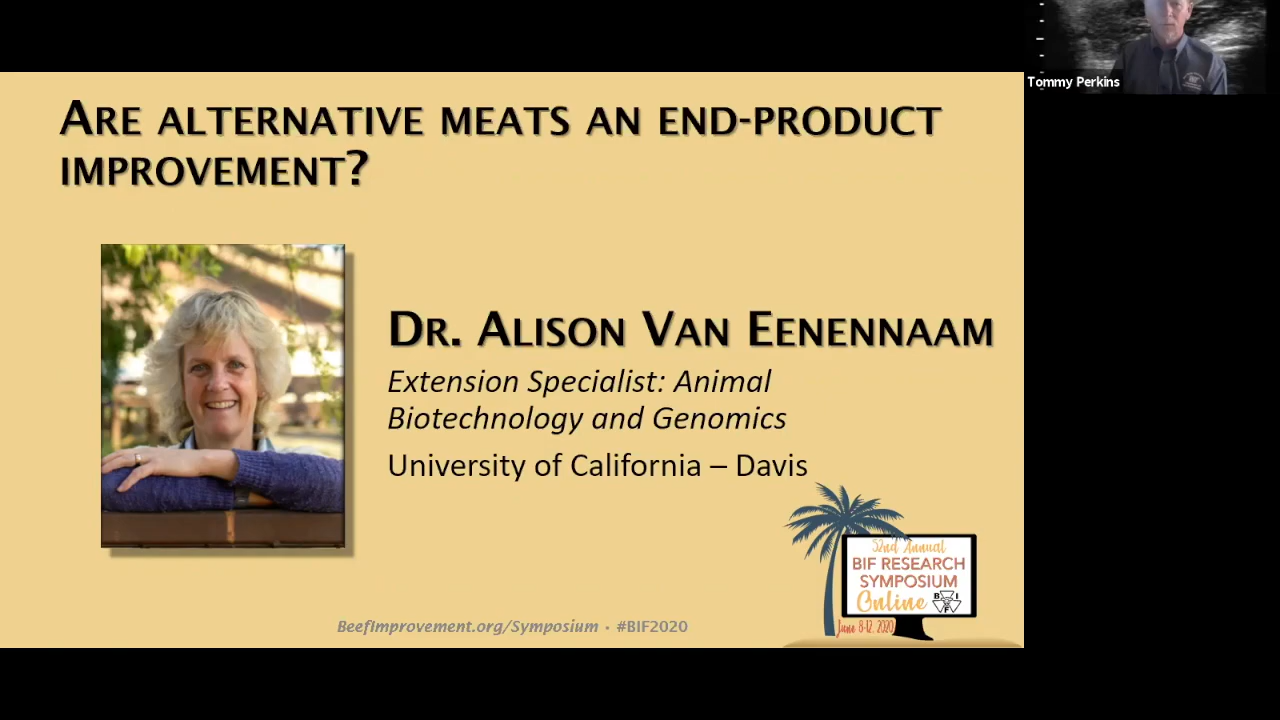 Tommy Perkins
ARE ALTERNATIVE MEATS AN END-PRODUCT
IMPROVEMENT?
DR. ALISON VAN EENENNAAM
Extension Specialist: Animal
Biotechnology and Genomics
University of California – Davis
52nd Annual
BIF RESEARCH
SYMPOSIUM
Online
B I
F
June 8-12, 2020
BeefImprovement.org/Symposium • #BIF2020